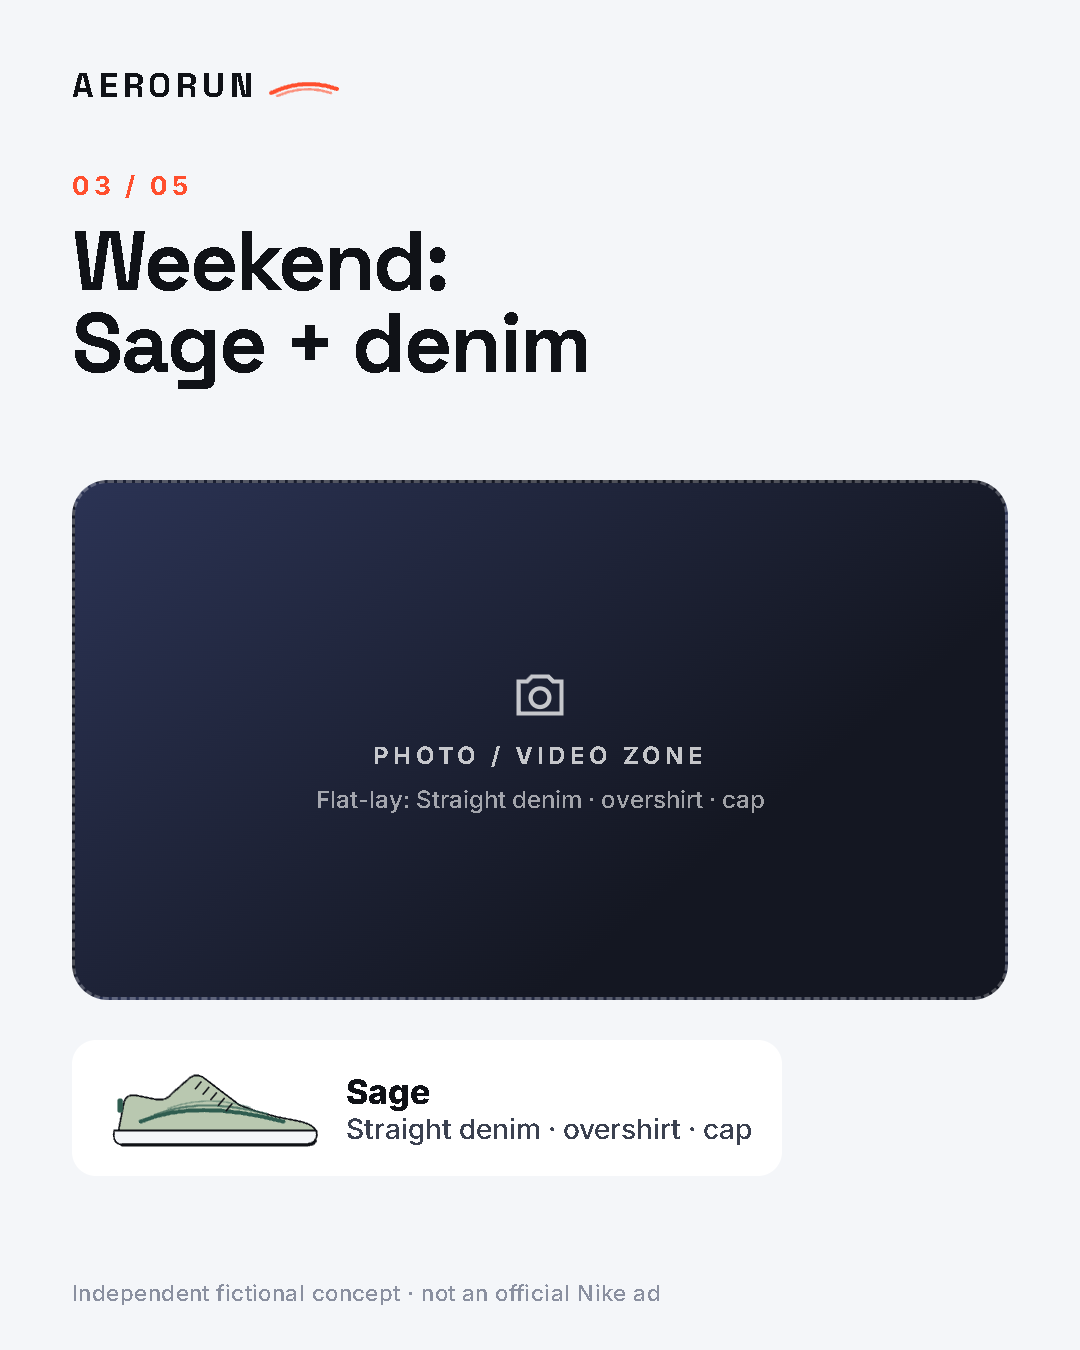 AERORUN
03 / 05
Weekend:
Sage + denim
PHOTO / VIDEO ZONE
Flat-lay: Straight denim · overshirt · cap
Sage
Straight denim · overshirt · cap
Independent fictional concept · not an official Nike ad